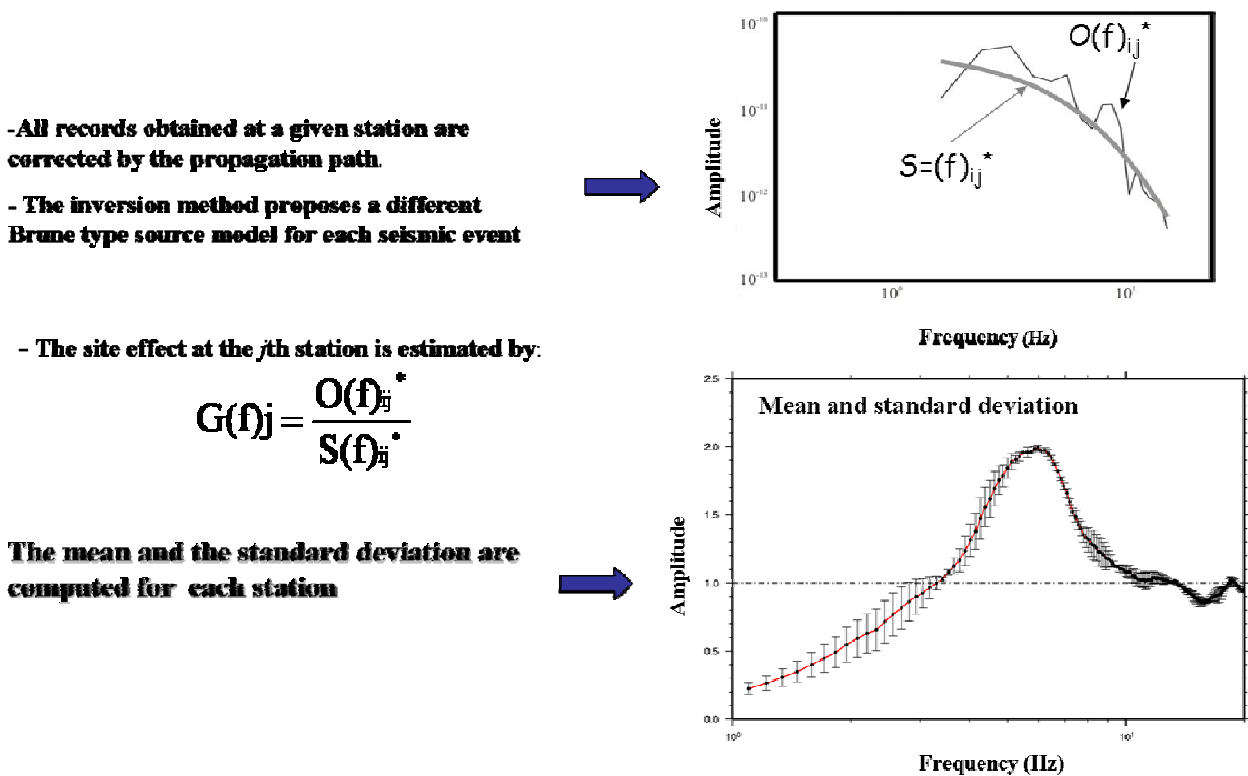 -All records obtained at a given station are
corrected by the propagation path.
- The inversion method proposes a different
Brune type source model for each seismic event
10⁻¹⁰
10⁻¹¹
10⁻¹²
10⁻¹³
Amplitude
O(f)ij*
S=(f)ij*
10⁰
10¹
Frequency (Hz)
- The site effect at the jth station is estimated by:
G(f)j = O(f)ij* / S(f)ij*
The mean and the standard deviation are
computed for each station
Mean and standard deviation
2.5
2.0
1.5
1.0
0.5
0.0
Amplitude
10⁰
10¹
Frequency (Hz)